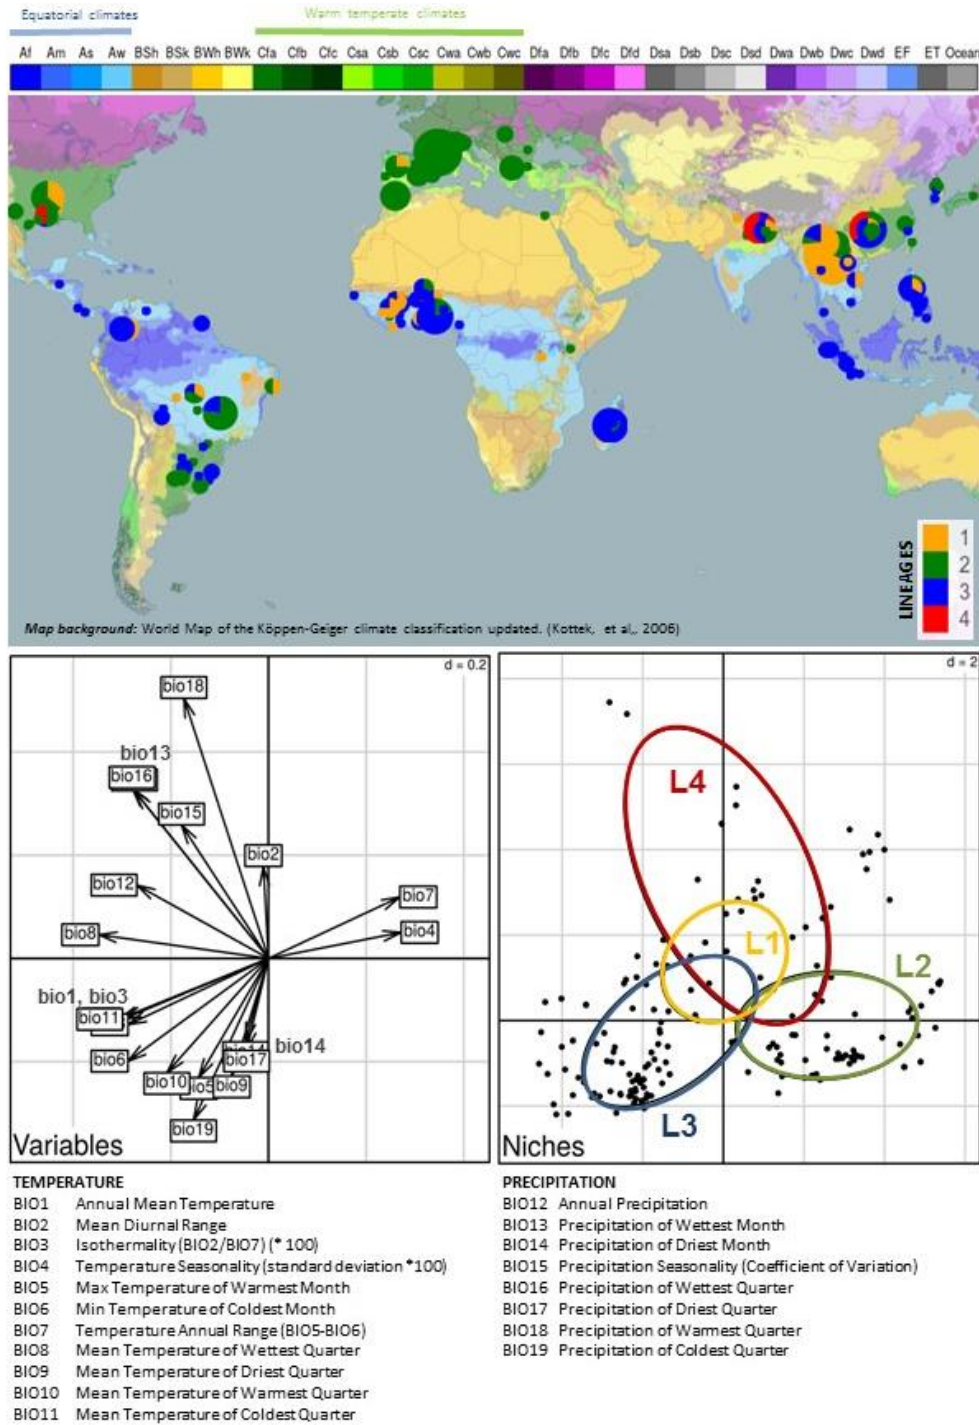 Equatorial climates
Warm temperate climates
Af Am As Aw BSh BSk BWh BWk Cfa Cfb Cfc Csa Csb Csc Cwa Cwb Cwc Dfa Dfb Dfc Dfd Dsa Dsb Dsc Dsd Dwa Dwb Dwc Dwd EF ET Ocean
LINEAGES
1
2
3
4
Map background: World Map of the Köppen-Geiger climate classification updated. (Kottek, et al,, 2006)
d = 0.2
bio18
bio13
bio16
bio15
bio2
bio12
bio7
bio8
bio4
bio1, bio3
bio11
bio14
bio6
bio17
bio10
bio5
bio9
bio19
Variables
d = 2
L4
L1
L2
L3
Niches
TEMPERATURE
BIO1 Annual Mean Temperature
BIO2 Mean Diurnal Range
BIO3 Isothermality (BIO2/BIO7) (* 100)
BIO4 Temperature Seasonality (standard deviation *100)
BIO5 Max Temperature of Warmest Month
BIO6 Min Temperature of Coldest Month
BIO7 Temperature Annual Range (BIO5-BIO6)
BIO8 Mean Temperature of Wettest Quarter
BIO9 Mean Temperature of Driest Quarter
BIO10 Mean Temperature of Warmest Quarter
BIO11 Mean Temperature of Coldest Quarter
PRECIPITATION
BIO12 Annual Precipitation
BIO13 Precipitation of Wettest Month
BIO14 Precipitation of Driest Month
BIO15 Precipitation Seasonality (Coefficient of Variation)
BIO16 Precipitation of Wettest Quarter
BIO17 Precipitation of Driest Quarter
BIO18 Precipitation of Warmest Quarter
BIO19 Precipitation of Coldest Quarter